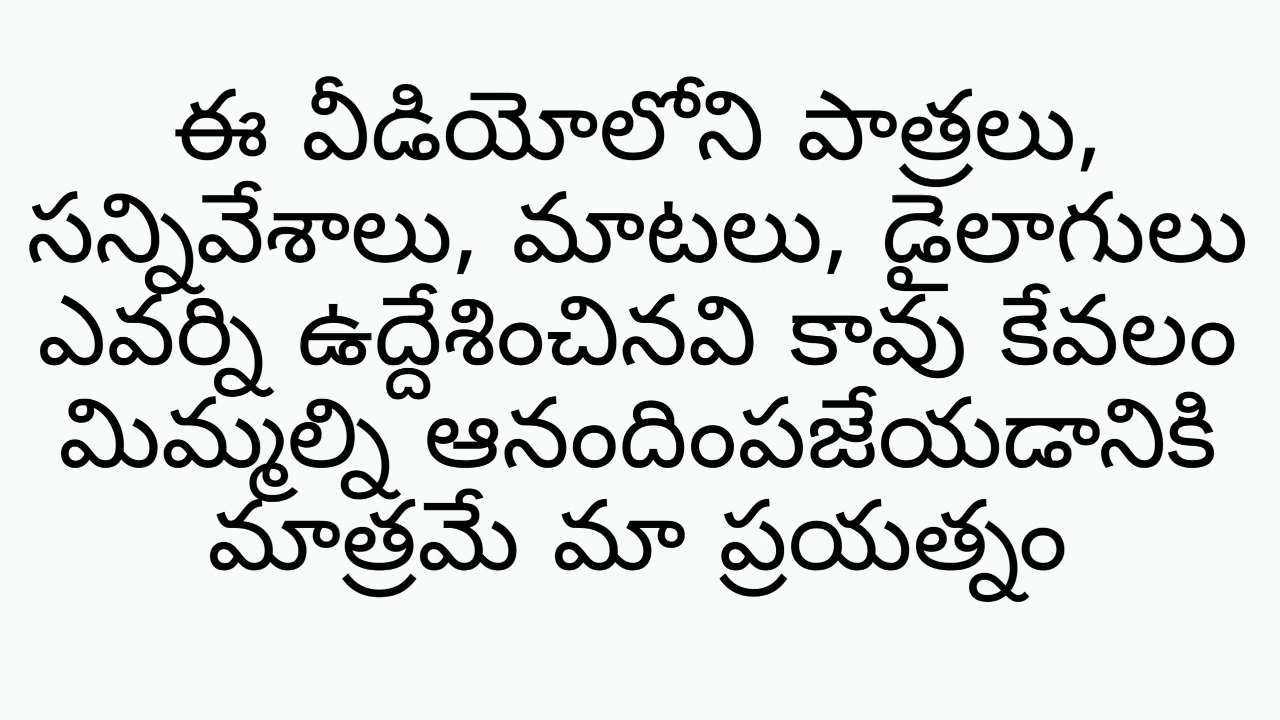 ఈ వీడియోలోని పాత్రలు,
సన్నివేశాలు, మాటలు, డైలాగులు
ఎవర్ని ఉద్దేశించినవి కావు కేవలం
మిమ్మల్ని ఆనందింపజేయడానికి
మాత్రమే మా ప్రయత్నం